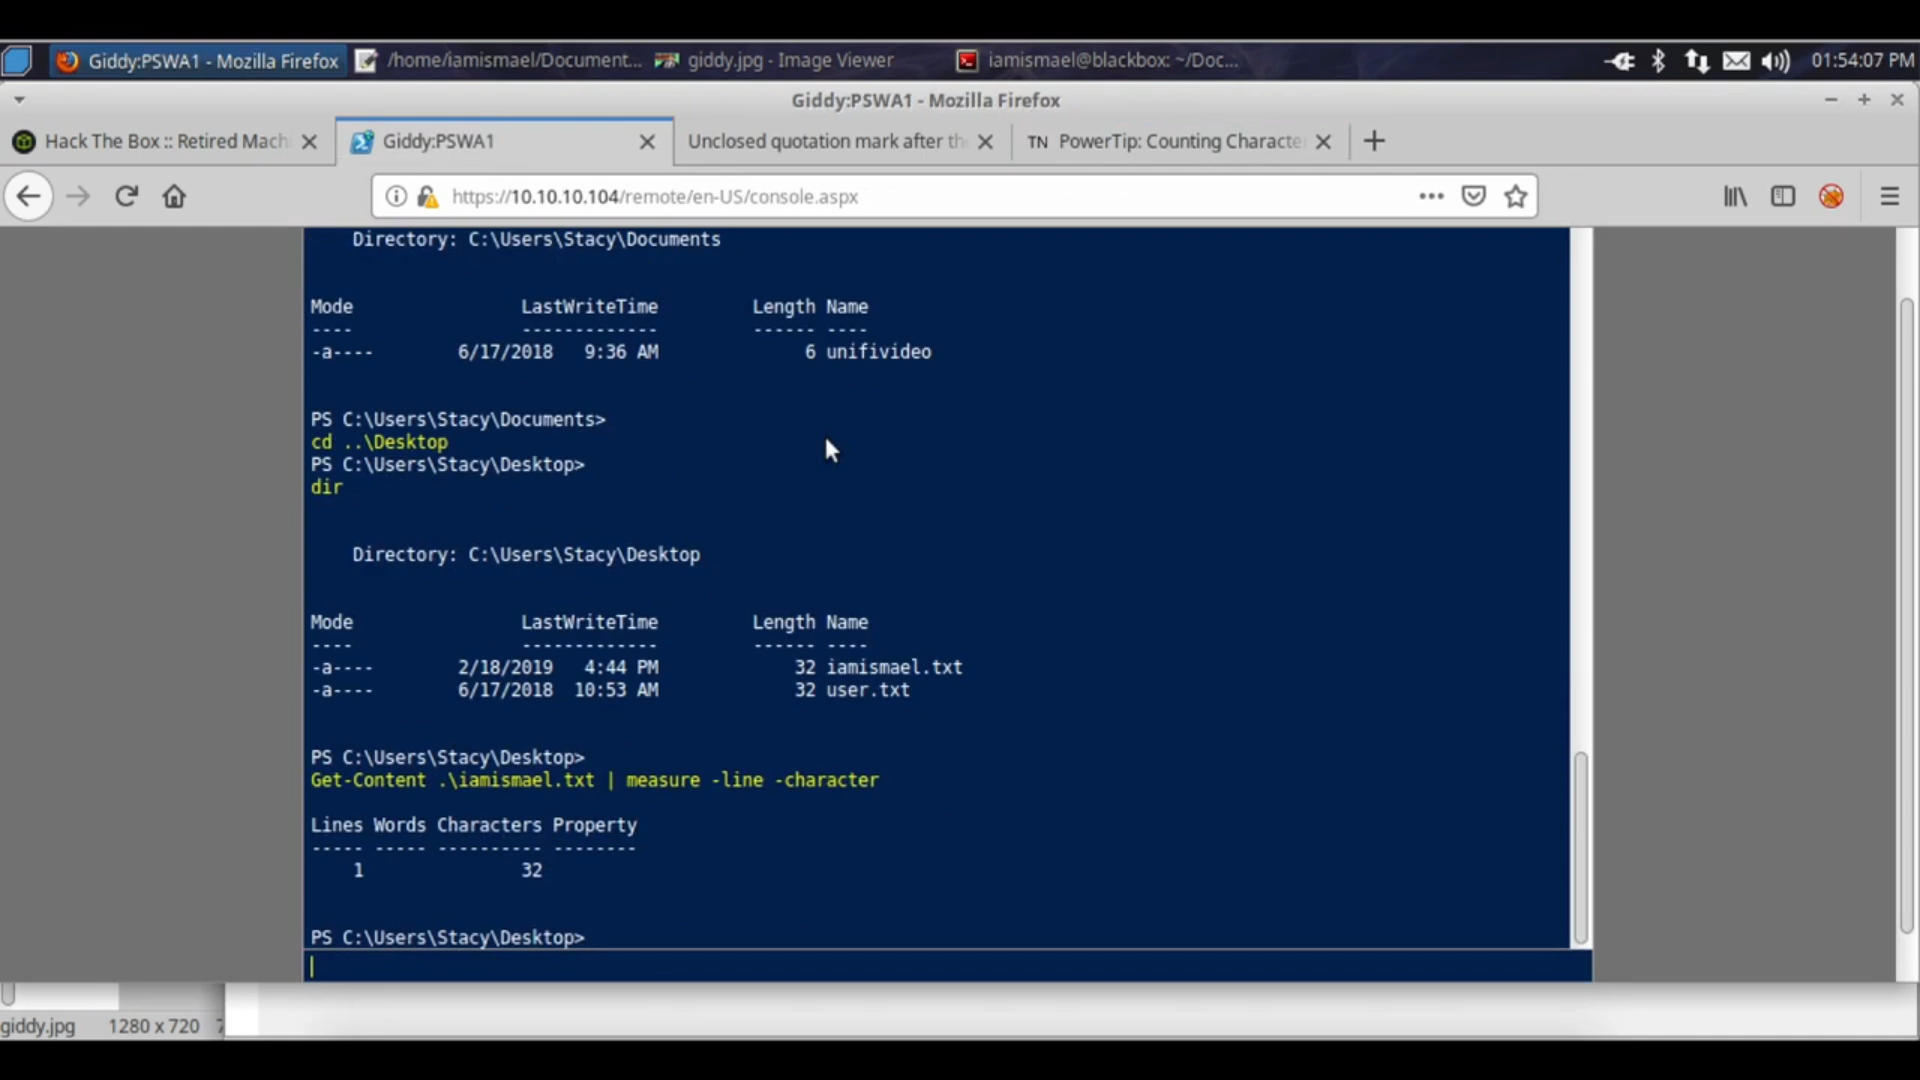 Giddy:PSWA1 - Mozilla Firefox
/home/iamismael/Document...
giddy.jpg - Image Viewer
iamismael@blackbox: ~/Doc...
01:54:07 PM
Giddy:PSWA1 - Mozilla Firefox
Hack The Box :: Retired Mach
Giddy:PSWA1
Unclosed quotation mark after th
TN PowerTip: Counting Character
https://10.10.10.104/remote/en-US/console.aspx
Directory: C:\Users\Stacy\Documents
Mode LastWriteTime Length Name
---- ------------- ------ ----
-a---- 6/17/2018 9:36 AM 6 unifivideo
PS C:\Users\Stacy\Documents>
cd ..\Desktop
PS C:\Users\Stacy\Desktop>
dir
Directory: C:\Users\Stacy\Desktop
Mode LastWriteTime Length Name
---- ------------- ------ ----
-a---- 2/18/2019 4:44 PM 32 iamismael.txt
-a---- 6/17/2018 10:53 AM 32 user.txt
PS C:\Users\Stacy\Desktop>
Get-Content .\iamismael.txt | measure -line -character
Lines Words Characters Property
----- ----- ---------- --------
1 32
PS C:\Users\Stacy\Desktop>
giddy.jpg 1280 x 720